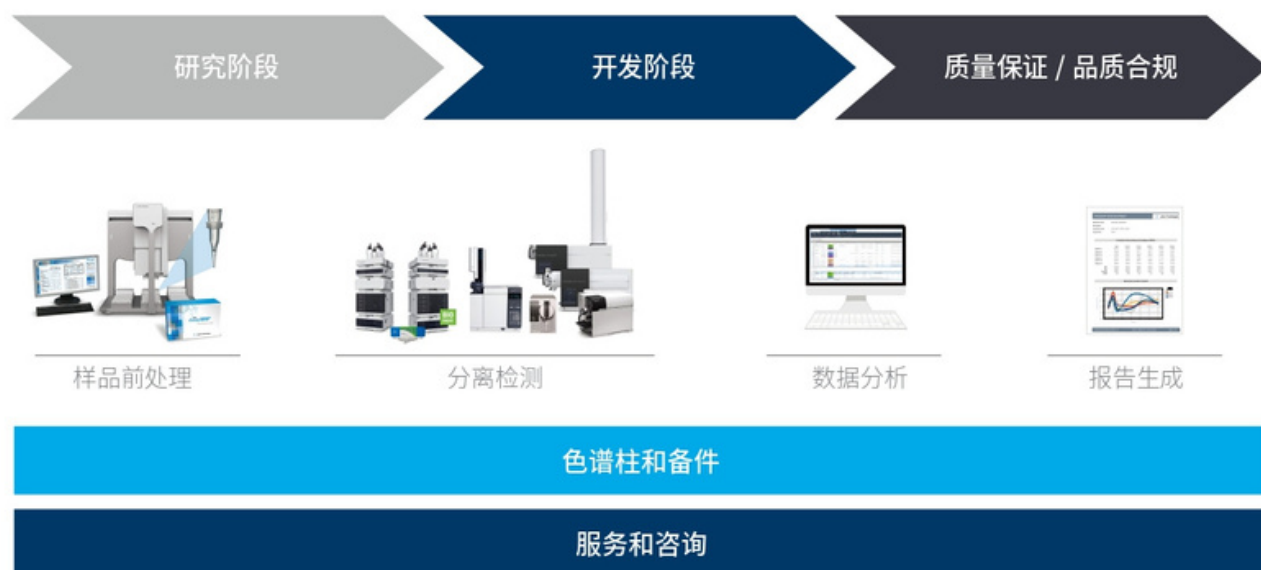 研究阶段
开发阶段
质量保证 / 品质合规
样品前处理
分离检测
数据分析
报告生成
色谱柱和备件
服务和咨询